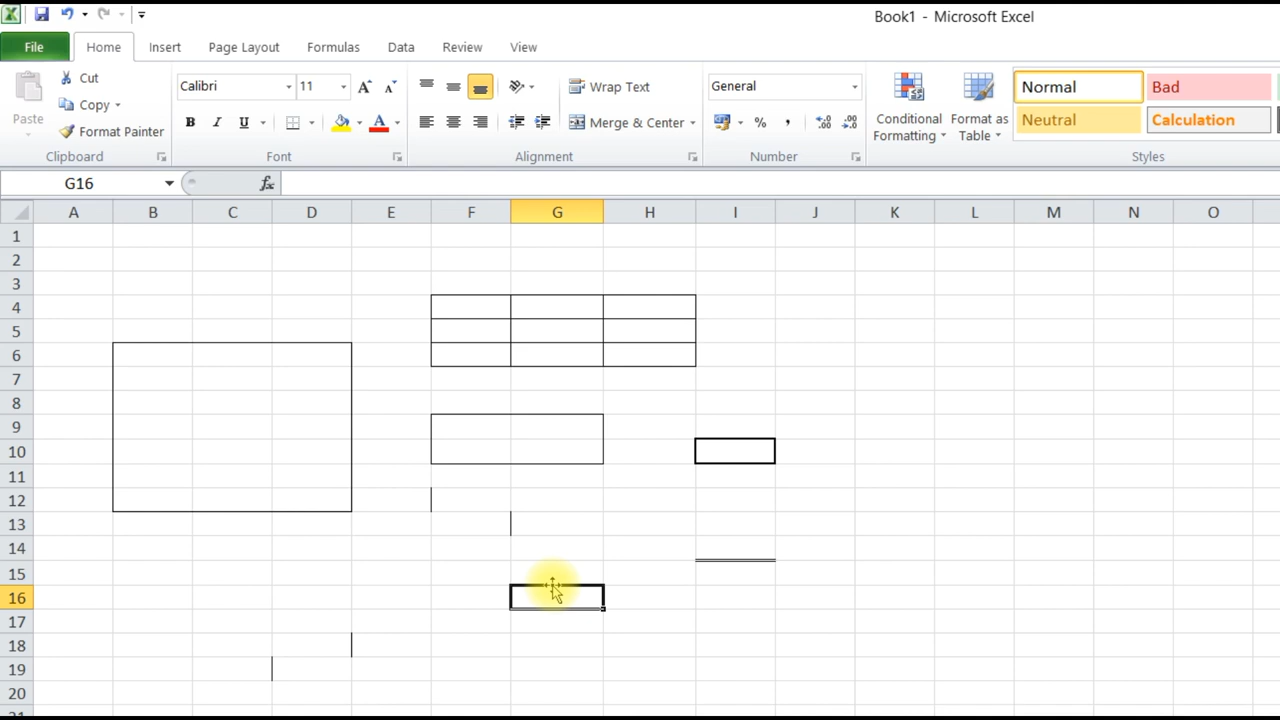 Book1 - Microsoft Excel
File Home Insert Page Layout Formulas Data Review View
Cut
Copy
Format Painter
Paste
Calibri 11
B I U A
Wrap Text
Merge & Center
General
%
Conditional Formatting
Format as Table
Normal Bad
Neutral Calculation
Clipboard Font Alignment Number Styles
G16 fx
A B C D E F G H I J K L M N O
1
2
3
4
5
6
7
8
9
10
11
12
13
14
15
16
17
18
19
20